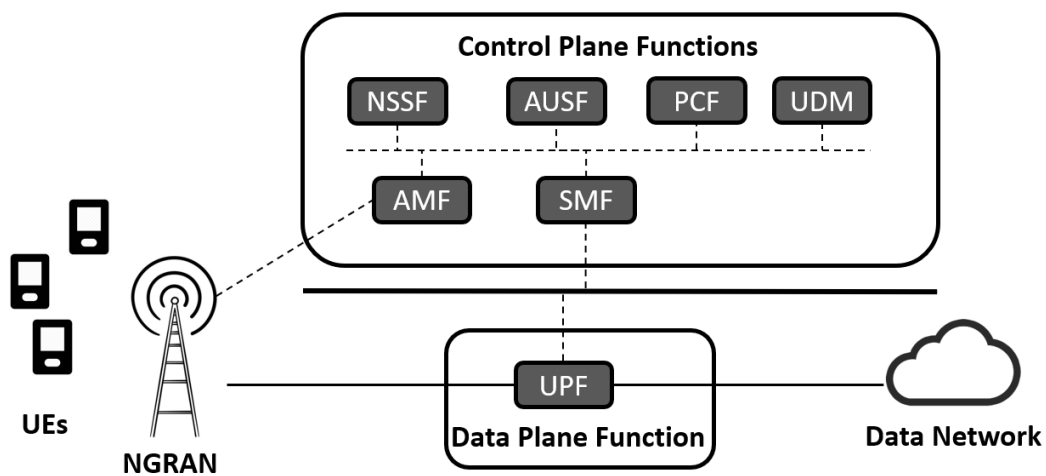 Control Plane Functions
NSSF
AUSF
PCF
UDM
AMF
SMF
UPF
UEs
Data Plane Function
Data Network
NGRAN